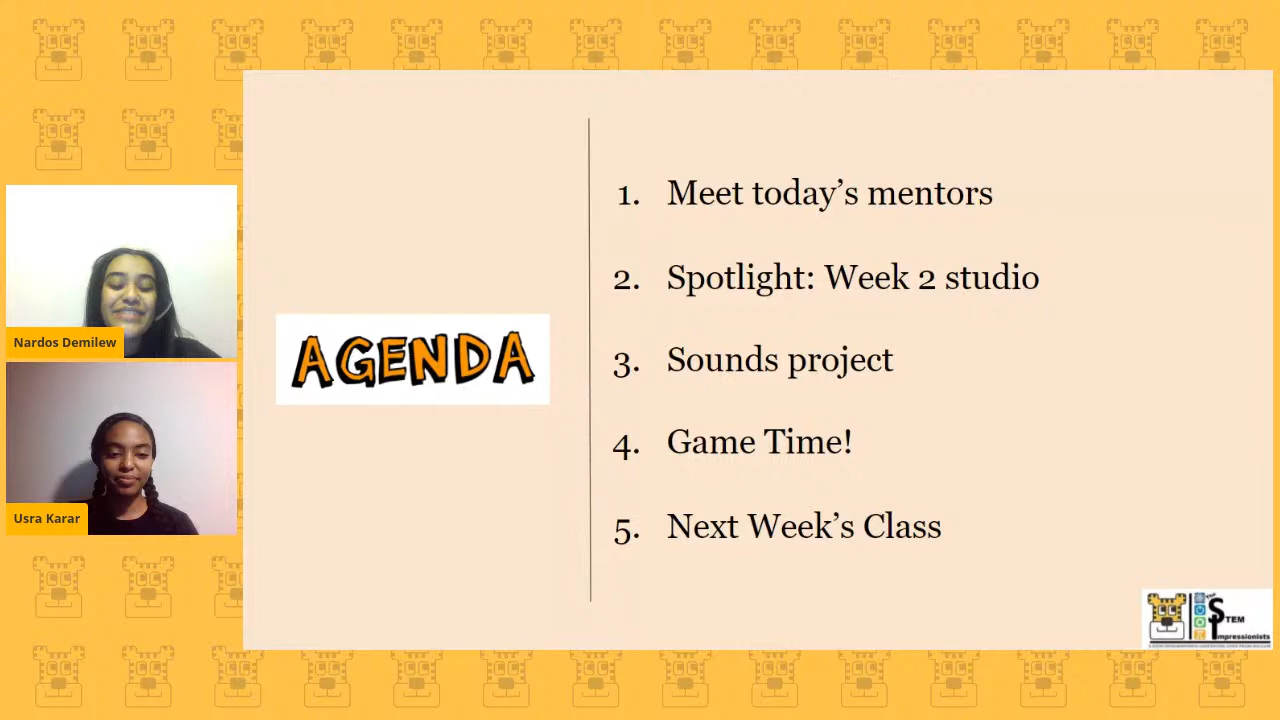 Nardos Demilew
Usra Karar
AGENDA
1. Meet today’s mentors
2. Spotlight: Week 2 studio
3. Sounds project
4. Game Time!
5. Next Week’s Class
The
STEM
Impressionists